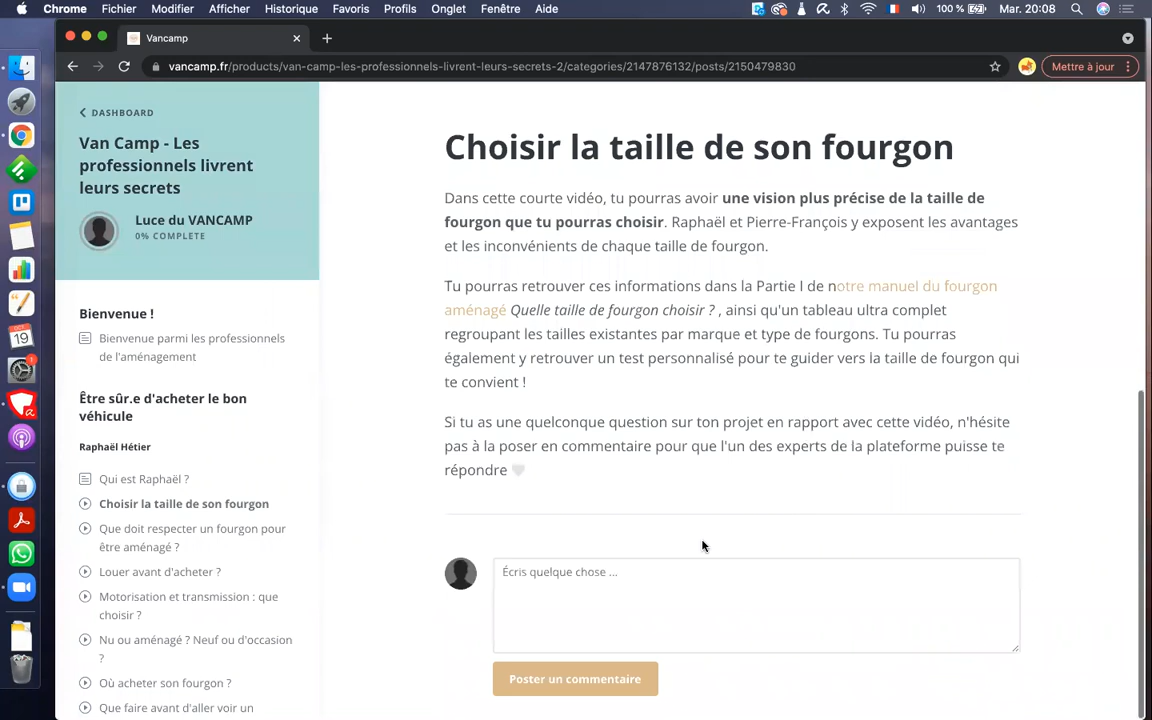 Chrome Fichier Modifier Afficher Historique Favoris Profils Onglet Fenêtre Aide 100 % Mar. 20:08
Vancamp
vancamp.fr/products/van-camp-les-professionnels-livrent-leurs-secrets-2/categories/2147876132/posts/2150479830
Mettre à jour
DASHBOARD
Van Camp - Les
professionnels livrent
leurs secrets
Luce du VANCAMP
0% COMPLETE
Bienvenue !
Bienvenue parmi les professionnels
de l'aménagement
Être sûr.e d'acheter le bon
véhicule
Raphaël Hétier
Qui est Raphaël ?
Choisir la taille de son fourgon
Que doit respecter un fourgon pour
être aménagé ?
Louer avant d'acheter ?
Motorisation et transmission : que
choisir ?
Nu ou aménagé ? Neuf ou d'occasion
?
Où acheter son fourgon ?
Que faire avant d'aller voir un
Choisir la taille de son fourgon
Dans cette courte vidéo, tu pourras avoir une vision plus précise de la taille de
fourgon que tu pourras choisir. Raphaël et Pierre-François y exposent les avantages
et les inconvénients de chaque taille de fourgon.
Tu pourras retrouver ces informations dans la Partie I de notre manuel du fourgon
aménagé Quelle taille de fourgon choisir ? , ainsi qu'un tableau ultra complet
regroupant les tailles existantes par marque et type de fourgons. Tu pourras
également y retrouver un test personnalisé pour te guider vers la taille de fourgon qui
te convient !
Si tu as une quelconque question sur ton projet en rapport avec cette vidéo, n'hésite
pas à la poser en commentaire pour que l'un des experts de la plateforme puisse te
répondre
Écris quelque chose ...
Poster un commentaire
19
1